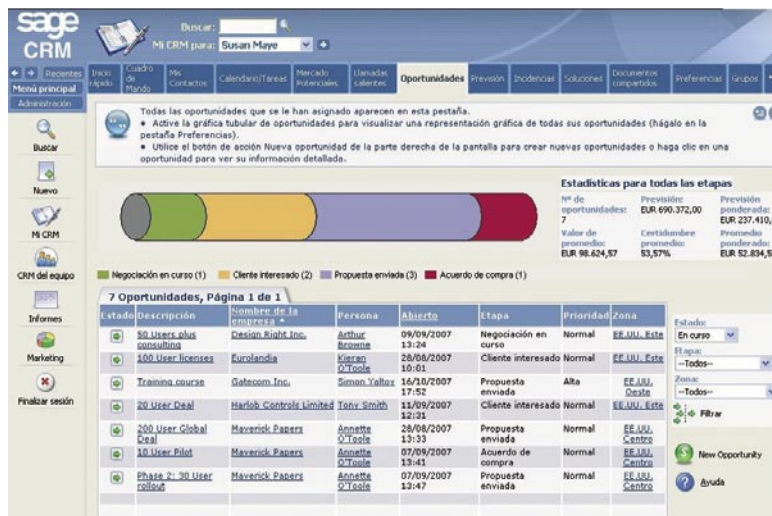 sage
CRM
Buscar:
Mi CRM para: Susan Maye
Recientes
Menú principal
Administración
Inicio rápido
Cuadro de Mando
Mis Contactos
Calendario/Tareas
Mercado Potenciales
Llamadas salientes
Oportunidades
Previsión
Incidencias
Soluciones
Documentos compartidos
Preferencias
Grupos
Buscar
Nuevo
Mi CRM
CRM del equipo
Informes
Marketing
Finalizar sesión
Todas las oportunidades que se le han asignado aparecen en esta pestaña.
• Active la gráfica tubular de oportunidades para visualizar una representación gráfica de todas sus oportunidades (hágalo en la
pestaña Preferencias).
• Utilice el botón de acción Nueva oportunidad de la parte derecha de la pantalla para crear nuevas oportunidades o haga clic en una
oportunidad para ver su información detallada.
Estadísticas para todas las etapas
Nº de oportunidades: 7
Previsión: EUR 690.372,00
Previsión ponderada: EUR 237.410,
Valor de promedio: EUR 98.624,57
Certidumbre promedio: 53,57%
Promedio ponderado: EUR 52.834,5
Negociación en curso (1) Cliente interesado (2) Propuesta enviada (3) Acuerdo de compra (1)
7 Oportunidades, Página 1 de 1
Estado Descripción Nombre de la empresa Persona Abierto Etapa Prioridad Zona
50 Users plus consulting Design Right Inc. Arthur Browne 09/09/2007 13:24 Negociación en curso Normal EE.UU. Este
100 User licenses Eurolandia Kieran O'Toole 28/08/2007 10:01 Cliente interesado Normal EE.UU. Este
Training course Gatecom Inc. Simon Yaltoy 16/10/2007 17:52 Propuesta enviada Alta EE.UU. Oeste
20 User Deal Harlob Controls Limited Tony Smith 11/09/2007 12:31 Cliente interesado Normal EE.UU. Este
200 User Global Deal Maverick Papers Annette O'Toole 28/08/2007 13:33 Propuesta enviada Normal EE.UU. Centro
10 User Pilot Maverick Papers Annette O'Toole 07/09/2007 13:41 Acuerdo de compra Normal EE.UU. Centro
Phase 2: 30 User rollout Maverick Papers Annette O'Toole 07/09/2007 13:47 Propuesta enviada Normal EE.UU. Centro
Estado:
En curso
Etapa:
--Todos--
Zona:
--Todos--
Filtrar
New Opportunity
Ayuda